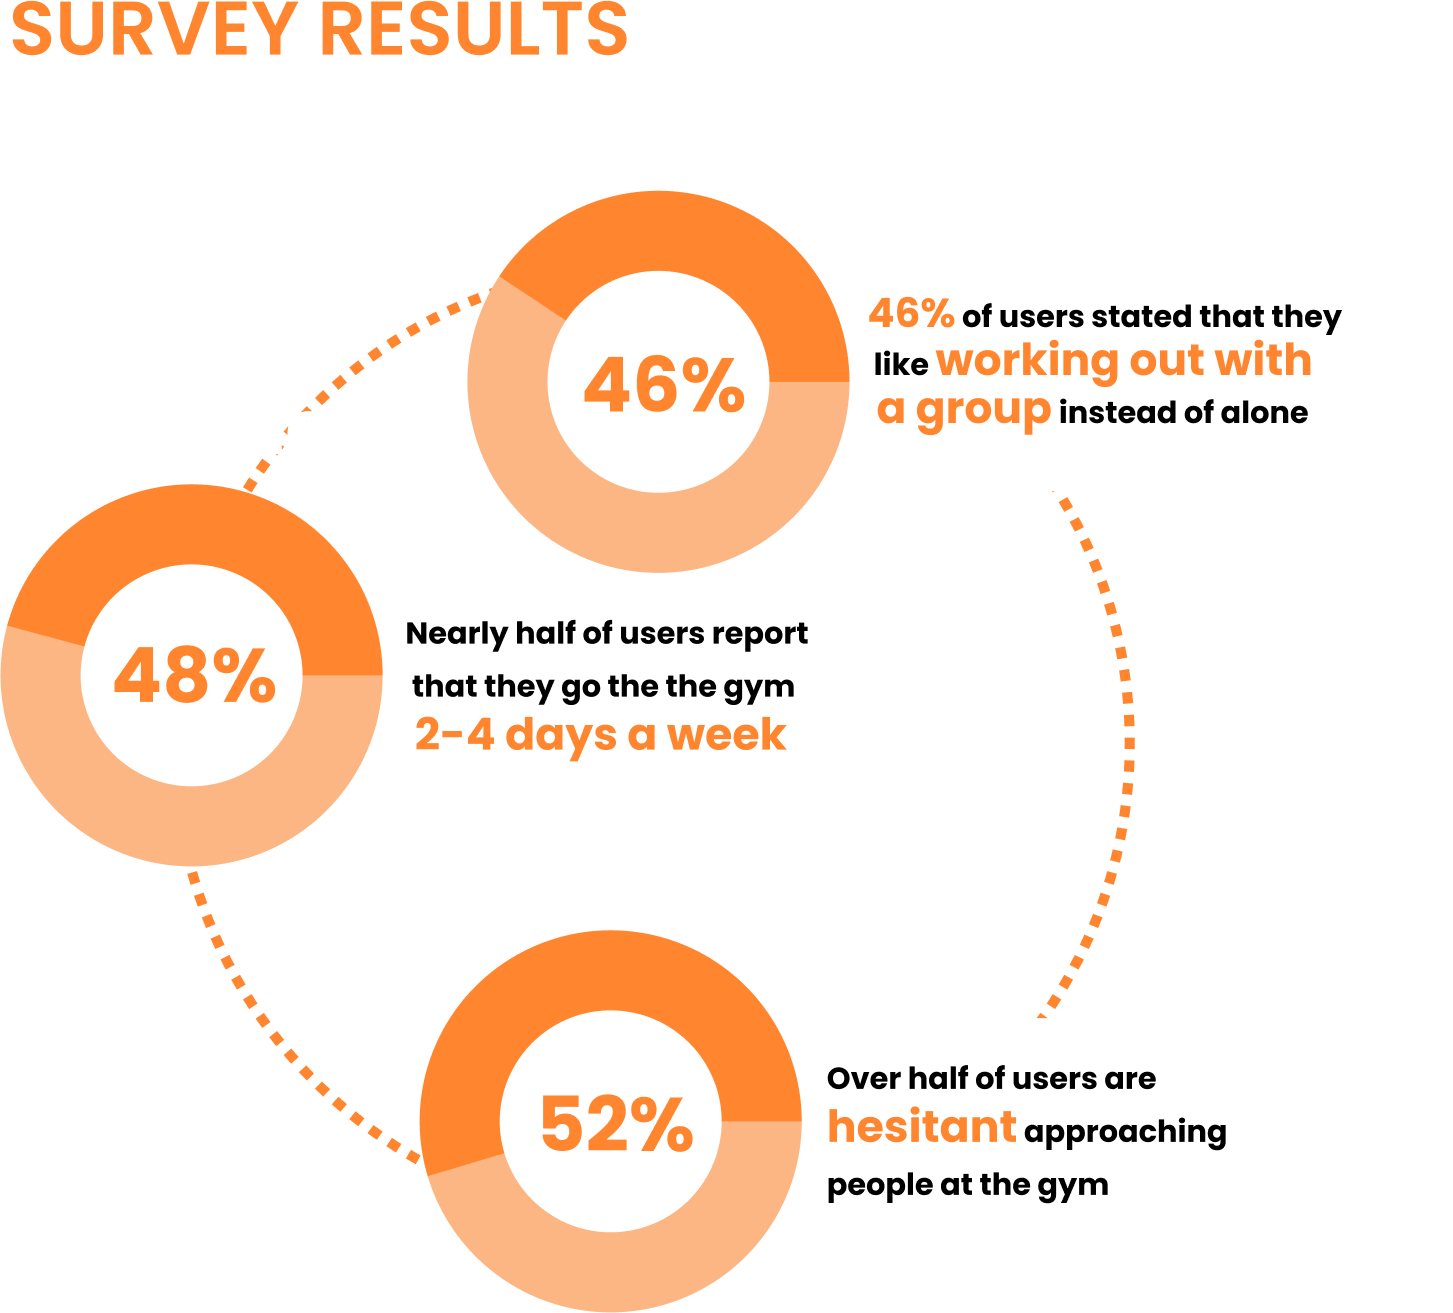 SURVEY RESULTS
46%
46% of users stated that they
like working out with
a group instead of alone
48%
Nearly half of users report
that they go the the gym
2-4 days a week
52%
Over half of users are
hesitant approaching
people at the gym